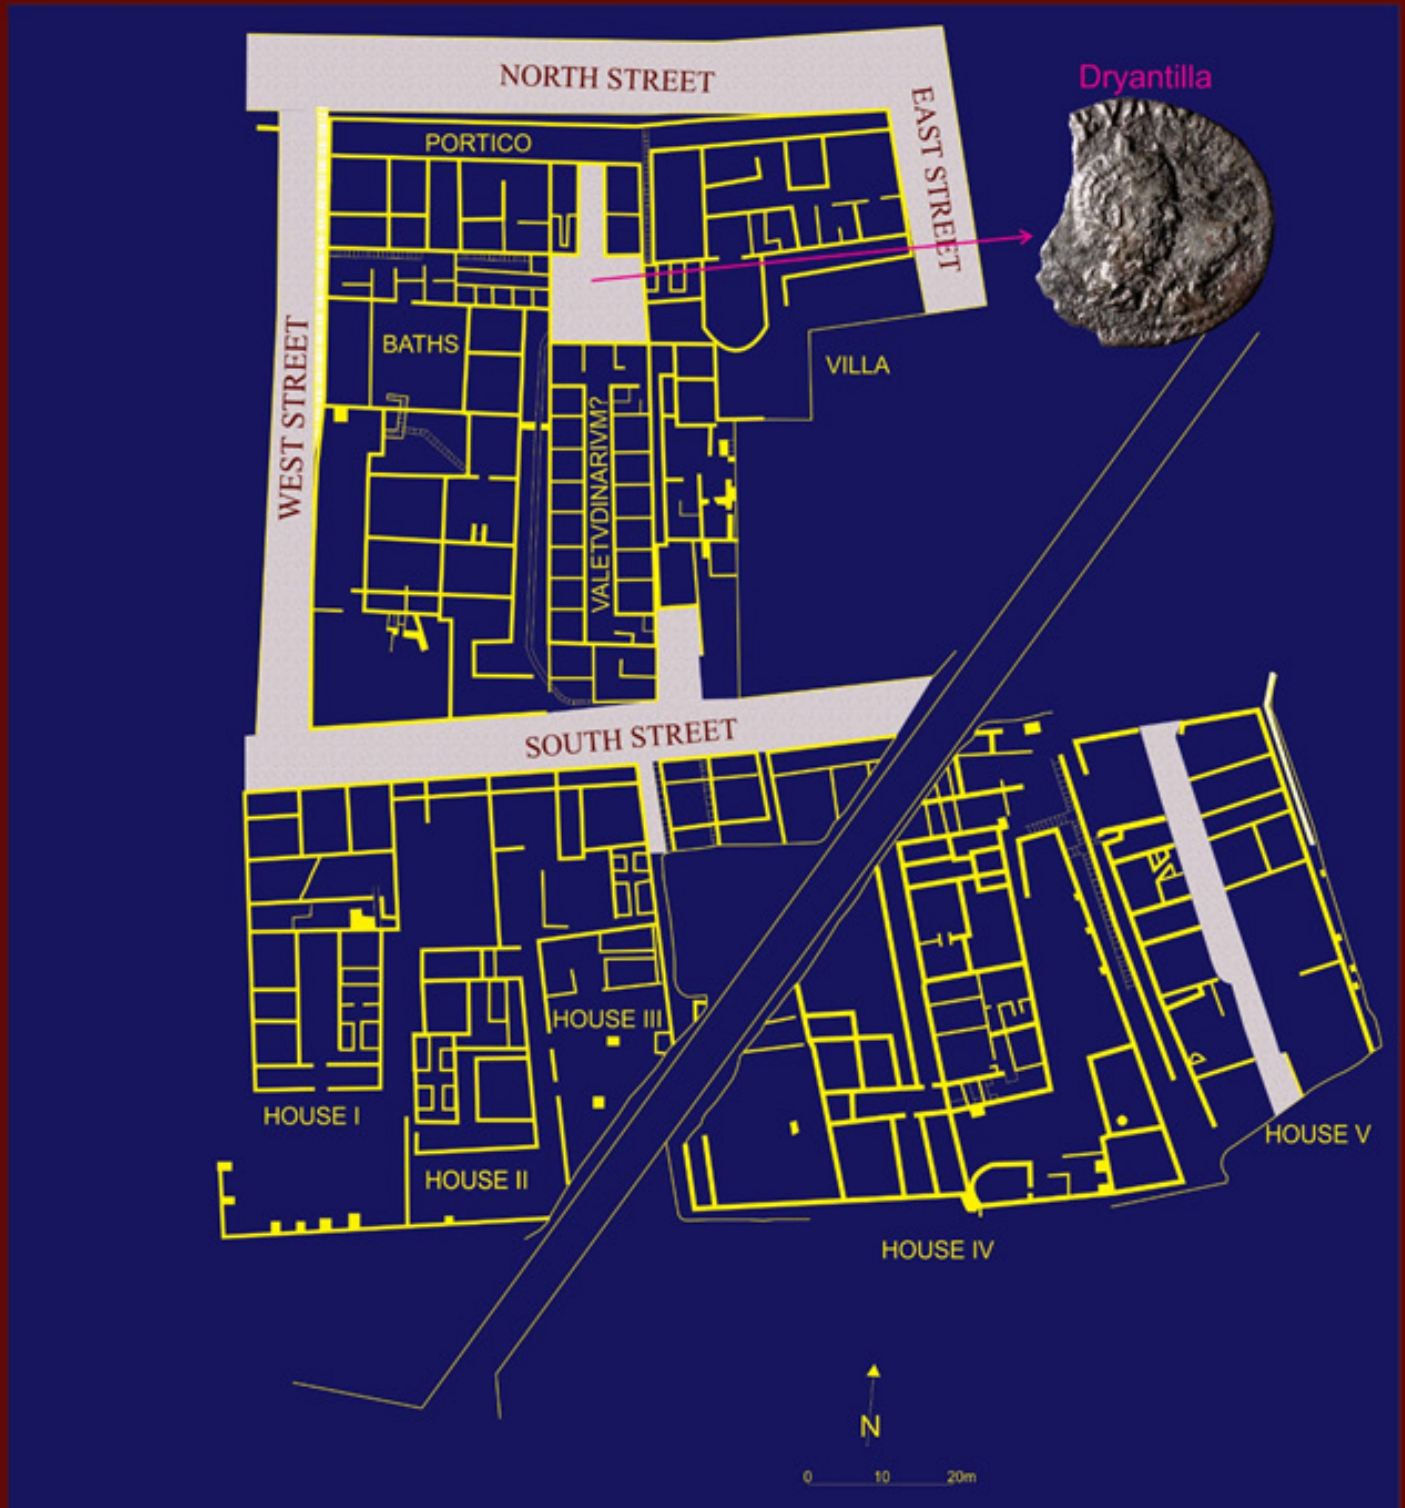 NORTH STREET
Dryantilla
EAST STREET
PORTICO
BATHS
VILLA
WEST STREET
VALETVDINARIVM?
SOUTH STREET
HOUSE III
HOUSE I
HOUSE V
HOUSE II
HOUSE IV
N
0 10 20m